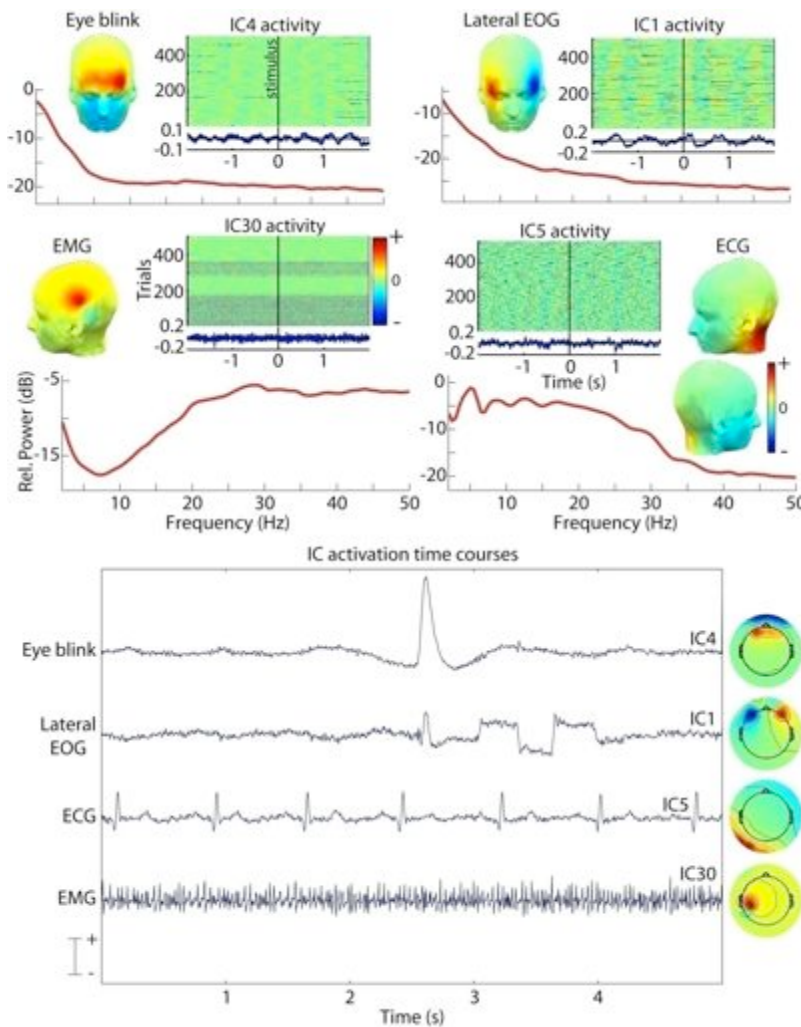 Eye blink
IC4 activity
400
200
stimulus
0.1
-0.1
-1 0 1
0
-10
-20
Lateral EOG
IC1 activity
400
200
0.2
-0.2
-1 0 1
-10
-20
EMG
IC30 activity
Trials
400
200
0.2
-0.2
-1 0 1
+
0
-
IC5 activity
400
200
0.2
-0.2
-1 0 1
Time (s)
ECG
+
0
-
Rel. Power (dB)
-5
-15
10 20 30 40 50
Frequency (Hz)
0
-10
-20
10 20 30 40 50
Frequency (Hz)
IC activation time courses
Eye blink
IC4
Lateral
EOG
IC1
ECG
IC5
EMG
IC30
+
-
1 2 3 4
Time (s)